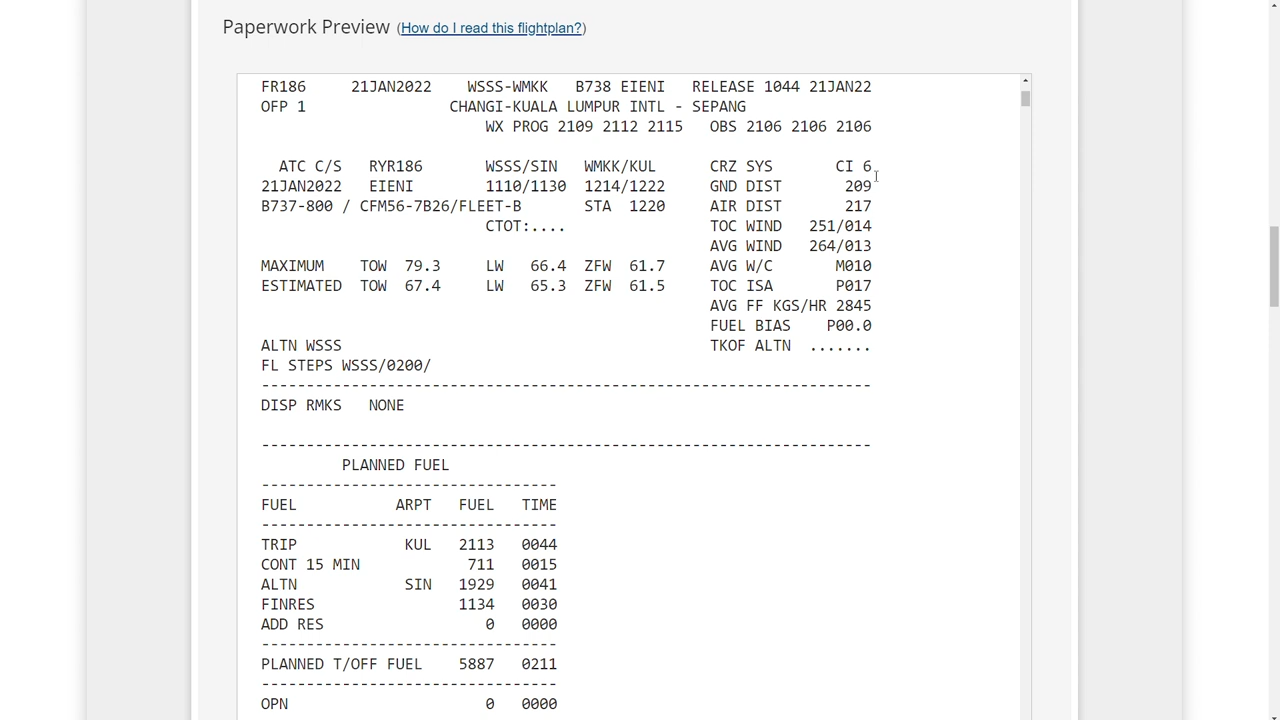 Paperwork Preview (How do I read this flightplan?)
FR186 21JAN2022 WSSS-WMKK B738 EIENI RELEASE 1044 21JAN22
OFP 1 CHANGI-KUALA LUMPUR INTL - SEPANG
WX PROG 2109 2112 2115 OBS 2106 2106 2106
ATC C/S RYR186 WSSS/SIN WMKK/KUL CRZ SYS CI 6
21JAN2022 EIENI 1110/1130 1214/1222 GND DIST 209
B737-800 / CFM56-7B26/FLEET-B STA 1220 AIR DIST 217
CTOT:.... TOC WIND 251/014
AVG WIND 264/013
MAXIMUM TOW 79.3 LW 66.4 ZFW 61.7 AVG W/C M010
ESTIMATED TOW 67.4 LW 65.3 ZFW 61.5 TOC ISA P017
AVG FF KGS/HR 2845
FUEL BIAS P00.0
ALTN WSSS TKOF ALTN .......
FL STEPS WSSS/0200/
--------------------------------------------------------------------
DISP RMKS NONE
--------------------------------------------------------------------
PLANNED FUEL
---------------------------------
FUEL ARPT FUEL TIME
---------------------------------
TRIP KUL 2113 0044
CONT 15 MIN 711 0015
ALTN SIN 1929 0041
FINRES 1134 0030
ADD RES 0 0000
---------------------------------
PLANNED T/OFF FUEL 5887 0211
---------------------------------
OPN 0 0000